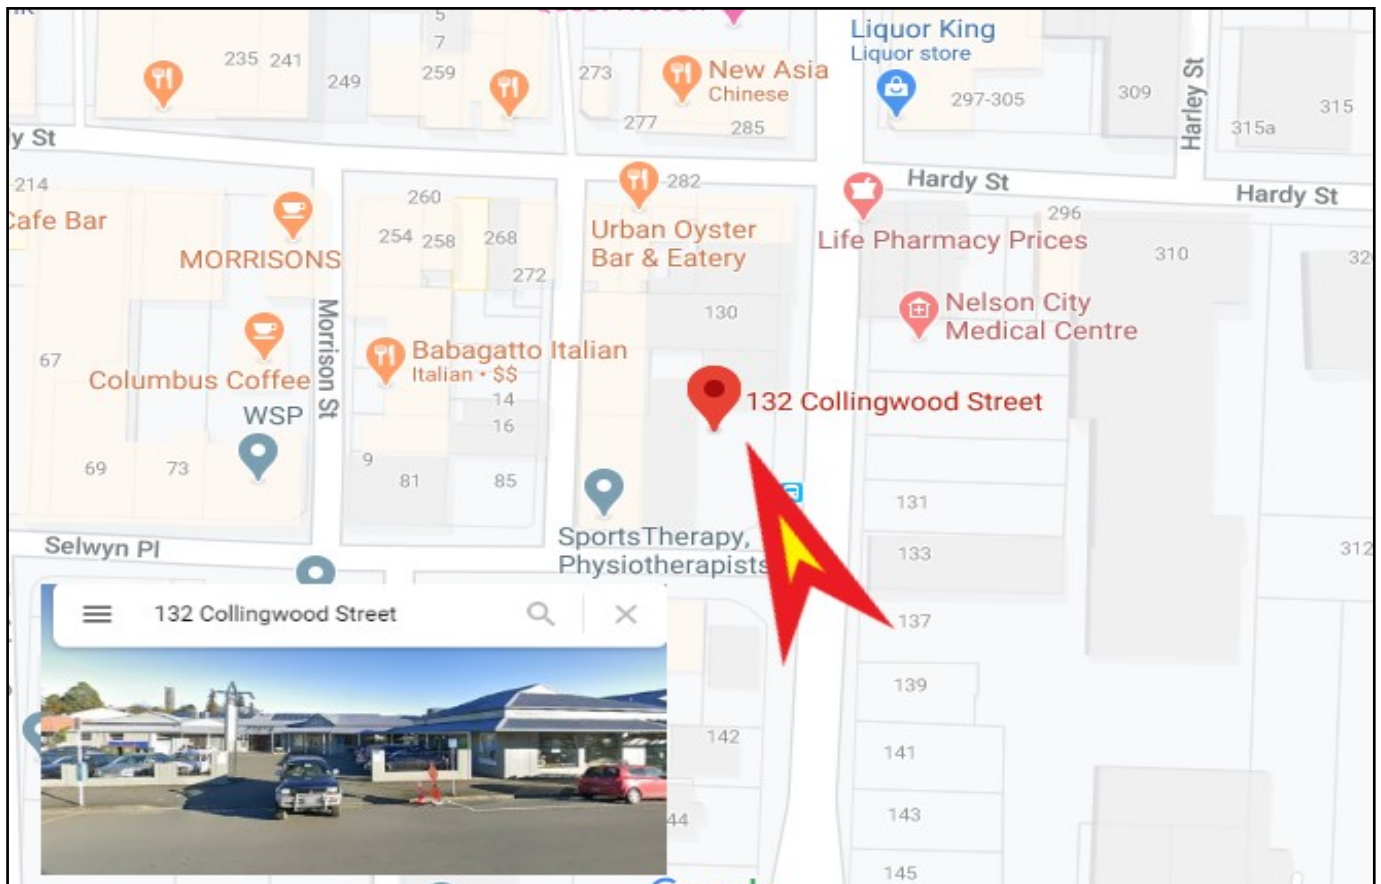 5
7
235 241
249
259
273
277
285
New Asia
Chinese
Liquor King
Liquor store
297-305
309
Harley St
315a
315
y St
214
Cafe Bar
MORRISONS
260
254
258
268
272
282
Urban Oyster
Bar & Eatery
Hardy St
Hardy St
Life Pharmacy Prices
296
310
130
Nelson City
Medical Centre
Morrison St
67
Columbus Coffee
Babagatto Italian
Italian • $$
14
16
132 Collingwood Street
WSP
69
73
9
81
85
131
133
312
Selwyn Pl
SportsTherapy,
Physiotherapists
132 Collingwood Street
137
139
142
141
44
143
145